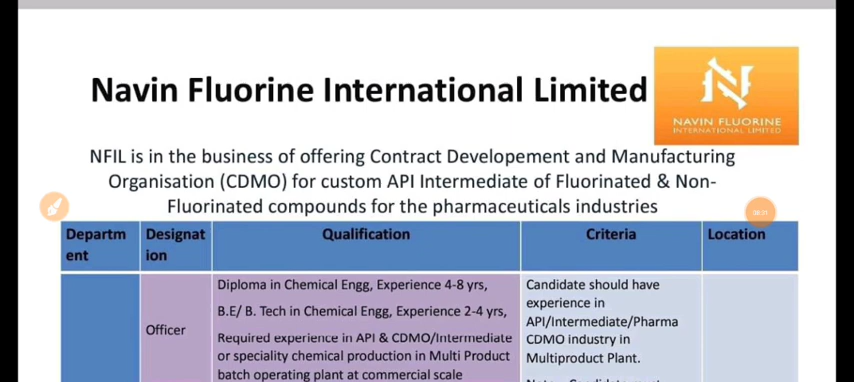 Navin Fluorine International Limited
NAVIN FLUORINE
INTERNATIONAL LIMITED
NFIL is in the business of offering Contract Developement and Manufacturing
Organisation (CDMO) for custom API Intermediate of Fluorinated & Non-
Fluorinated compounds for the pharmaceuticals industries
Departm
ent
Designat
ion
Qualification
Criteria
Location
Officer
Diploma in Chemical Engg, Experience 4-8 yrs,
B.E/ B. Tech in Chemical Engg, Experience 2-4 yrs,
Required experience in API & CDMO/Intermediate
or speciality chemical production in Multi Product
batch operating plant at commercial scale
Candidate should have
experience in
API/Intermediate/Pharma
CDMO industry in
Multiproduct Plant.